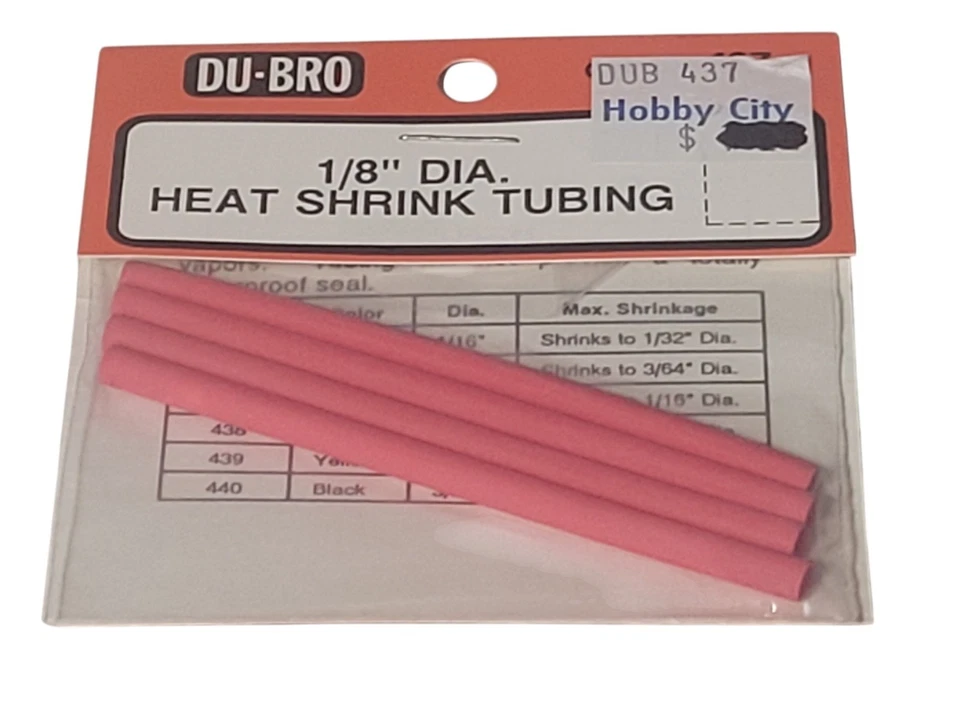 DU-BRO
DUB 437
Hobby City
$
1/8" DIA.
HEAT SHRINK TUBING
vapors.
seal.
Dia. Max. Shrinkage
Shrinks to 1/32" Dia.
Shrinks to 3/64" Dia.
1/16" Dia.
439
440 Black